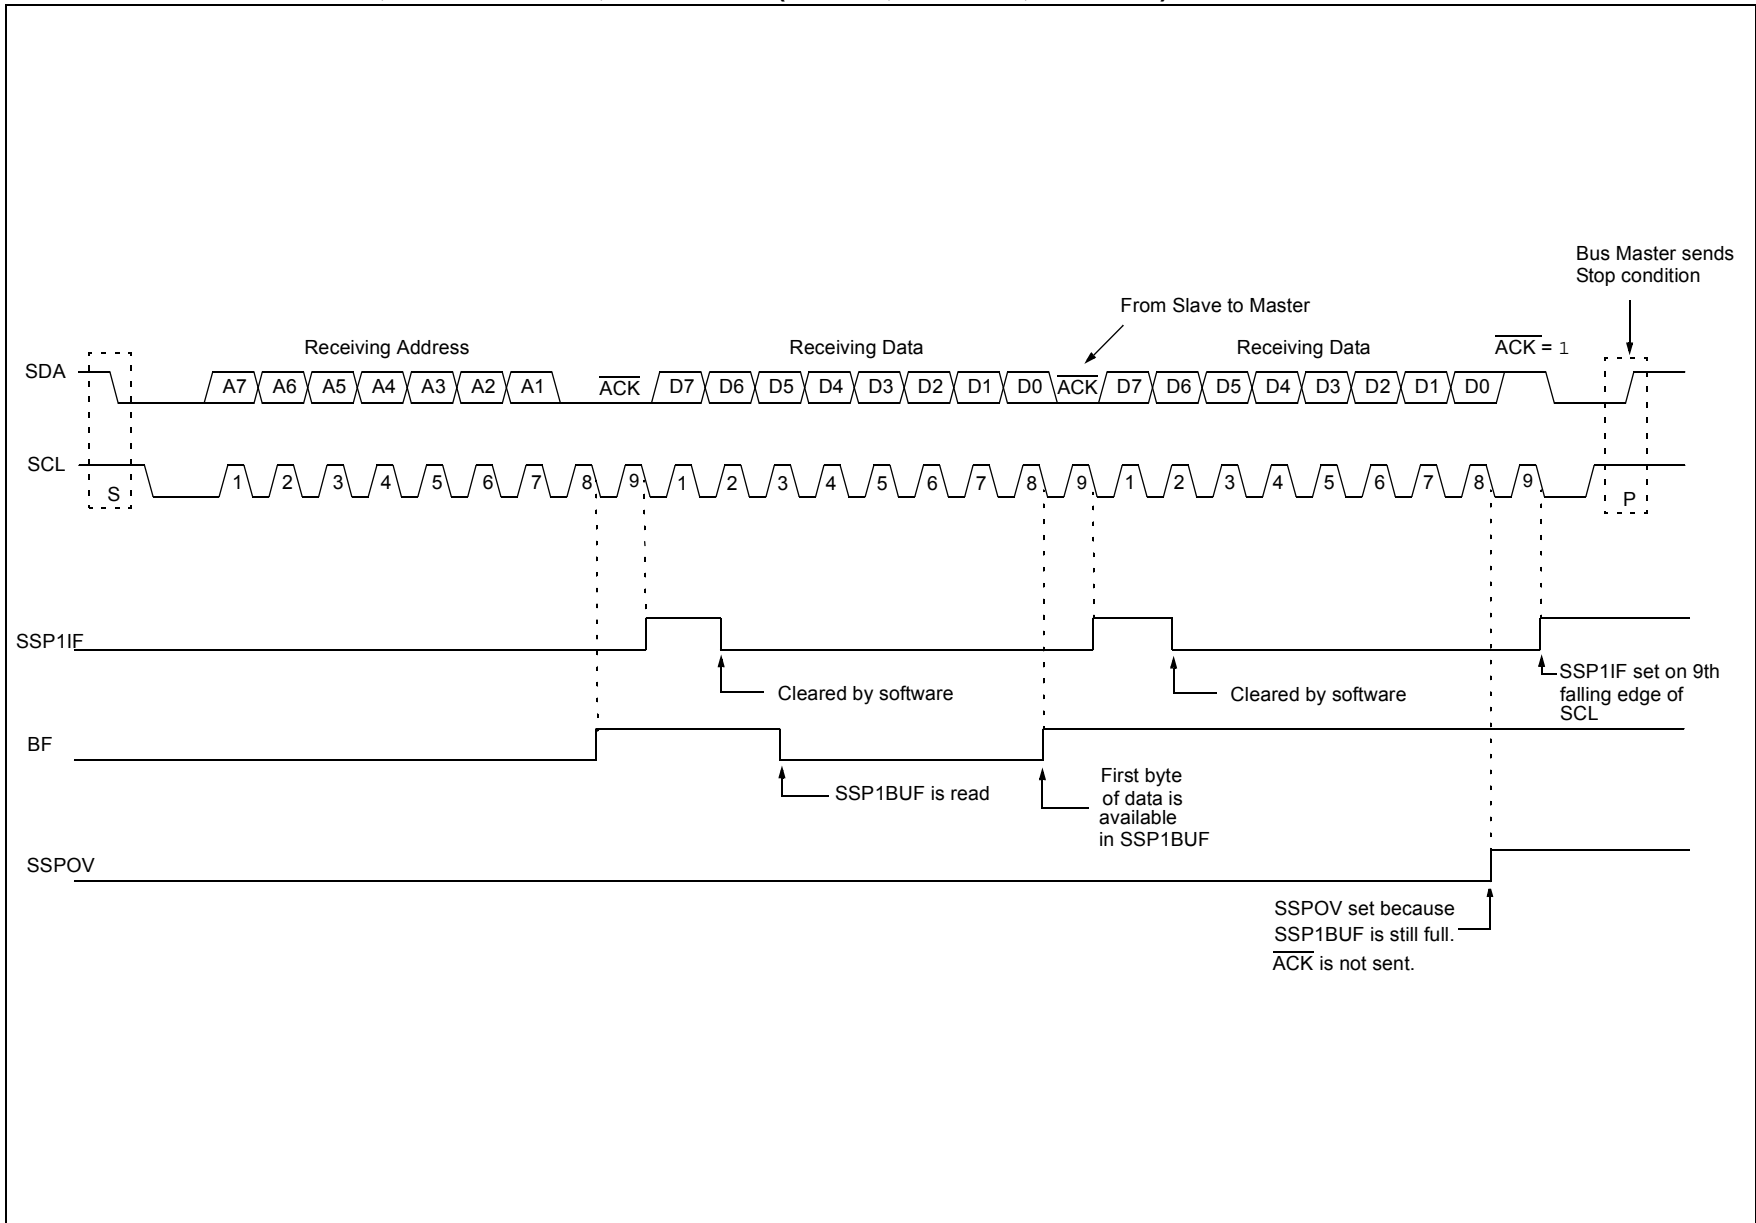 Bus Master sends
Stop condition
From Slave to Master
Receiving Address
Receiving Data
Receiving Data
ACK = 1
SDA
A7 A6 A5 A4 A3 A2 A1 ACK D7 D6 D5 D4 D3 D2 D1 D0 ACK D7 D6 D5 D4 D3 D2 D1 D0
SCL
S
1 2 3 4 5 6 7 8 9 1 2 3 4 5 6 7 8 9 1 2 3 4 5 6 7 8 9
P
SSP1IF
Cleared by software
Cleared by software
SSP1IF set on 9th
falling edge of
SCL
BF
SSP1BUF is read
First byte
of data is
available
in SSP1BUF
SSPOV
SSPOV set because
SSP1BUF is still full.
ACK is not sent.